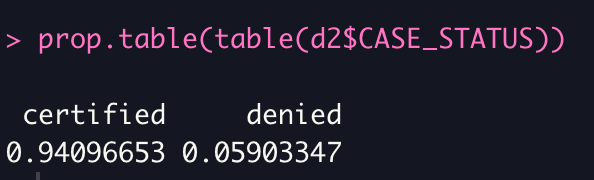 > prop.table(table(d2$CASE_STATUS))
certified denied
0.94096653 0.05903347